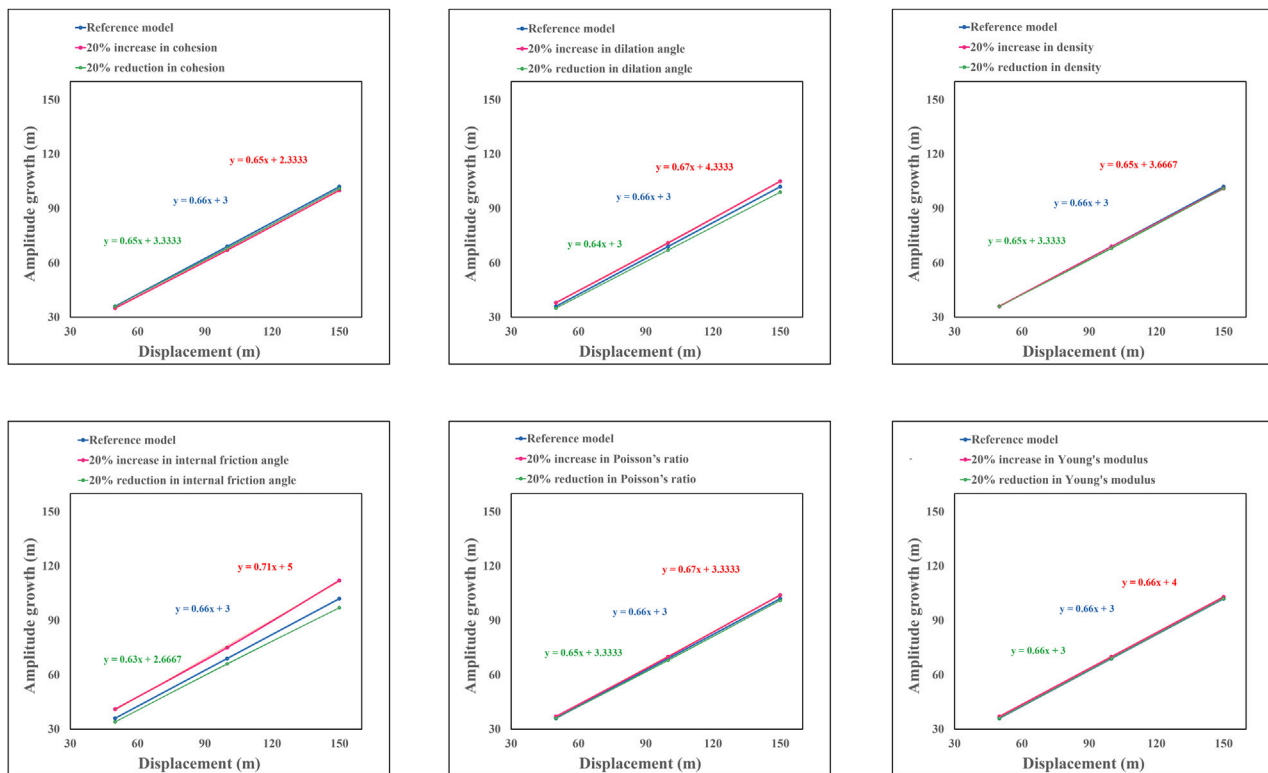 Reference model
20% increase in cohesion
20% reduction in cohesion
150
120
90
60
30
Amplitude growth (m)
y = 0.65x + 2.3333
y = 0.66x + 3
y = 0.65x + 3.3333
30 60 90 120 150
Displacement (m)
Reference model
20% increase in dilation angle
20% reduction in dilation angle
150
120
90
60
30
Amplitude growth (m)
y = 0.67x + 4.3333
y = 0.66x + 3
y = 0.64x + 3
30 60 90 120 150
Displacement (m)
Reference model
20% increase in density
20% reduction in density
150
120
90
60
30
Amplitude growth (m)
y = 0.65x + 3.6667
y = 0.66x + 3
y = 0.65x + 3.3333
30 60 90 120 150
Displacement (m)
Reference model
20% increase in internal friction angle
20% reduction in internal friction angle
150
120
90
60
30
Amplitude growth (m)
y = 0.71x + 5
y = 0.66x + 3
y = 0.63x + 2.6667
30 60 90 120 150
Displacement (m)
Reference model
20% increase in Poisson's ratio
20% reduction in Poisson's ratio
150
120
90
60
30
Amplitude growth (m)
y = 0.67x + 3.3333
y = 0.66x + 3
y = 0.65x + 3.3333
30 60 90 120 150
Displacement (m)
Reference model
20% increase in Young's modulus
20% reduction in Young's modulus
150
120
90
60
30
Amplitude growth (m)
y = 0.66x + 4
y = 0.66x + 3
y = 0.66x + 3
30 60 90 120 150
Displacement (m)